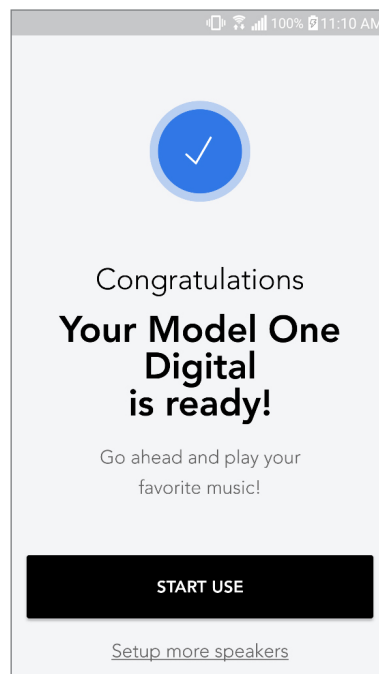 100% 11:10 AM
Congratulations
Your Model One
Digital
is ready!
Go ahead and play your
favorite music!
START USE
Setup more speakers